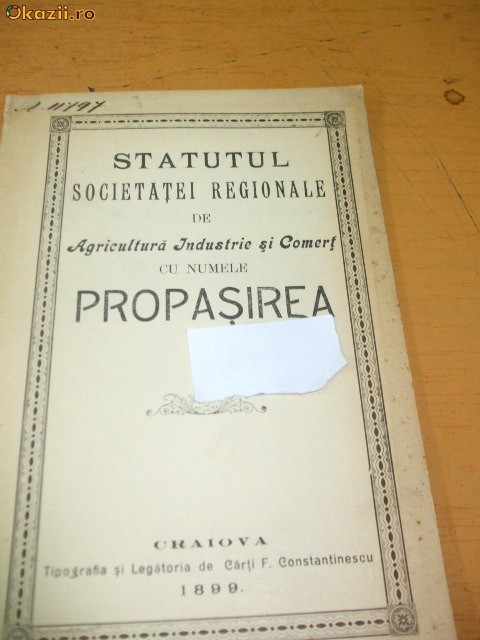 Okazii.ro
A 11797
STATUTUL
SOCIETAȚEI REGIONALE
DE
Agricultură Industrie și Comerț
CU NUMELE
PROPAȘIREA
CRAIOVA
Tipografia și Legătoria de Cărți F. Constantinescu
1899.